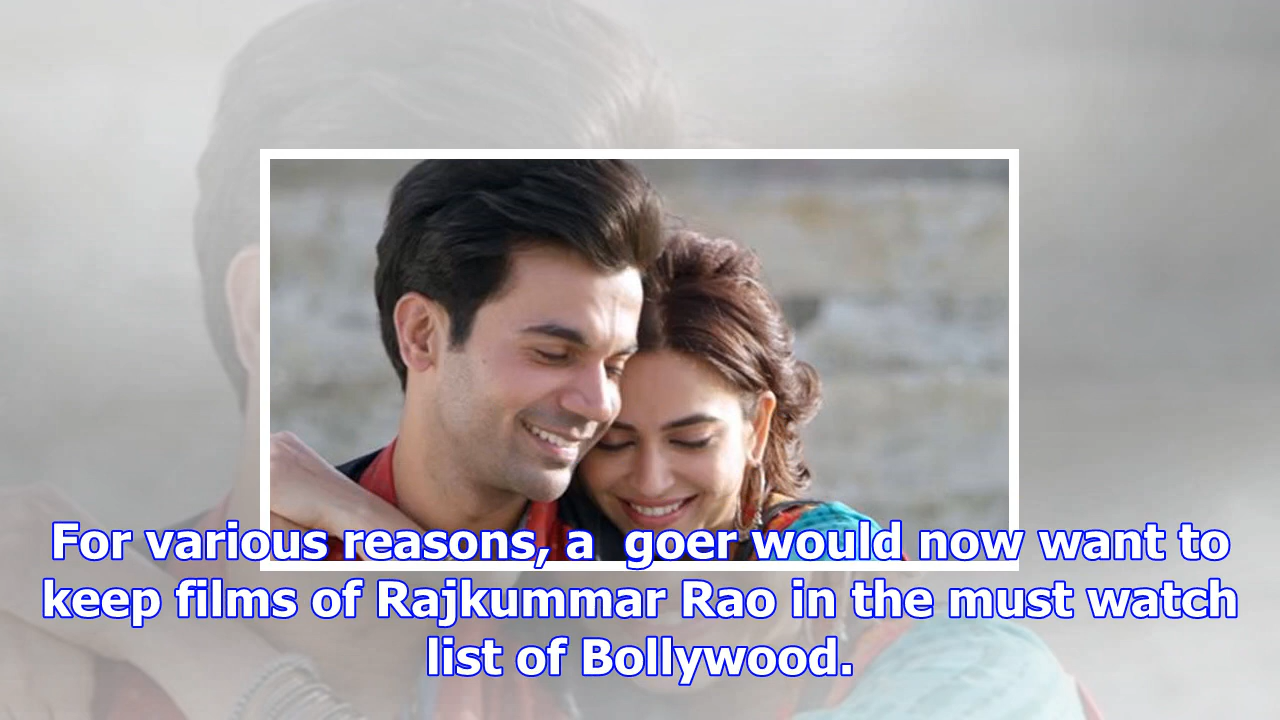 For various reasons, a  goer would now want to
keep films of Rajkummar Rao in the must watch
list of Bollywood.